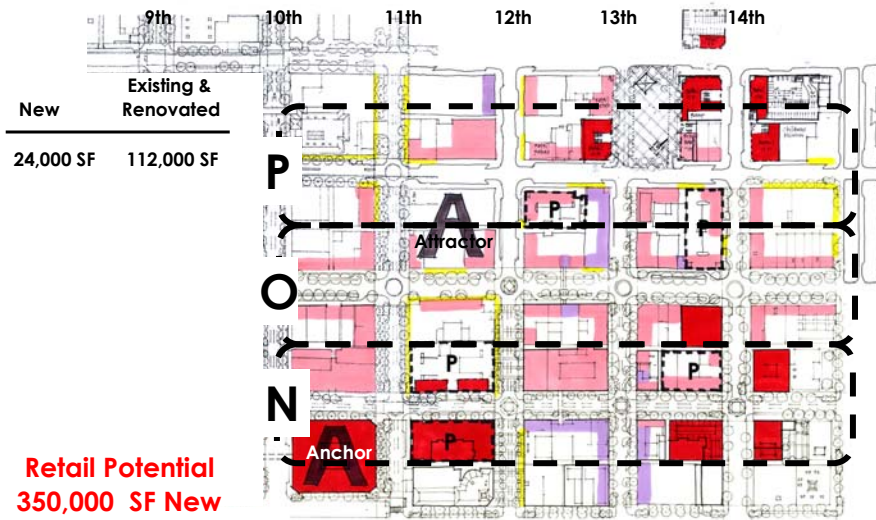 9th 10th 11th 12th 13th 14th
Existing &
New Renovated
24,000 SF 112,000 SF
P
A
Attractor
P
P
O
P
P
N
A
Anchor
P
Retail Potential
350,000 SF New